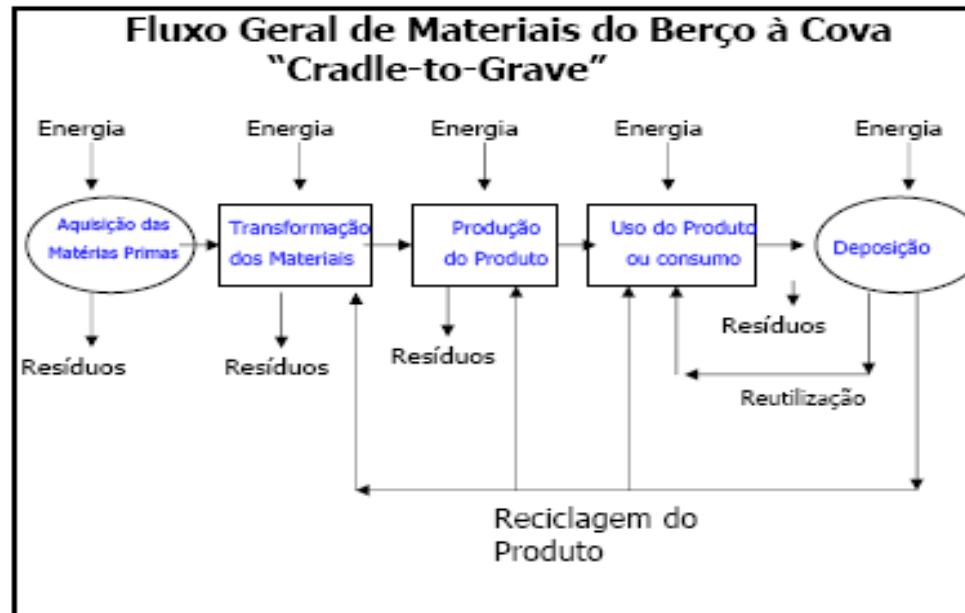 Fluxo Geral de Materiais do Berço à Cova
“Cradle-to-Grave”
Energia
Energia
Energia
Energia
Energia
Aquisição das
Matérias Primas
Transformação
dos Materiais
Produção
do Produto
Uso do Produto
ou consumo
Deposição
Resíduos
Resíduos
Resíduos
Resíduos
Reutilização
Reciclagem do
Produto